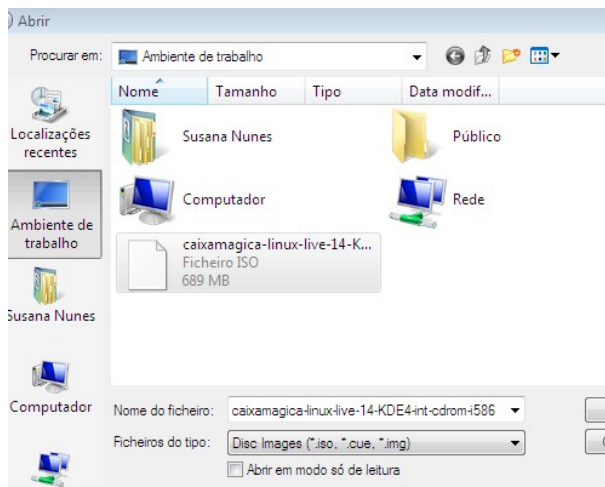 Abrir
Procurar em: Ambiente de trabalho
Nome Tamanho Tipo Data modif...
Localizações
recentes
Ambiente de
trabalho
Susana Nunes
Computador
Susana Nunes
Público
Computador
Rede
caixamagica-linux-live-14-K...
Ficheiro ISO
689 MB
Nome do ficheiro: caixamagica-linux-live-14-KDE4-int-cdrom-i586
Ficheiros do tipo: Disc Images (*.iso, *.cue, *.img)
Abrir em modo só de leitura